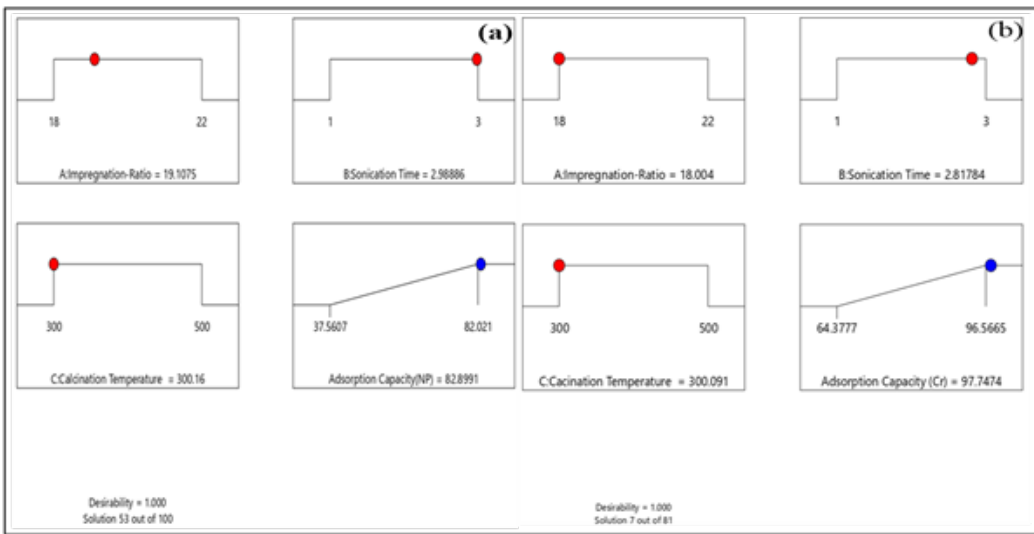 (a)
18 22
A:Impregnation-Ratio = 19.1075
1 3
B:Sonication Time = 2.98886
300 500
C:Calcination Temperature = 300.16
37.5607 82.021
Adsorption Capacity(NP) = 82.8991
Desirability = 1.000
Solution 53 out of 100
(b)
18 22
A:Impregnation-Ratio = 18.004
1 3
B:Sonication Time = 2.81784
300 500
C:Cacination Temperature = 300.091
64.3777 96.5665
Adsorption Capacity (Cr) = 97.7474
Desirability = 1.000
Solution 7 out of 81